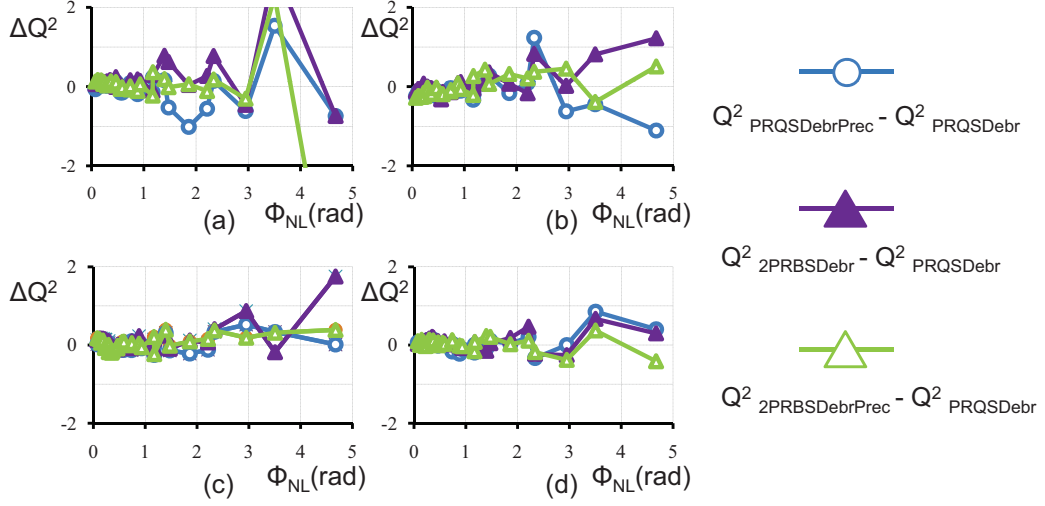 ΔQ²
2
0
-2
0 1 2 3 4 5
(a) Φ_NL(rad)
ΔQ²
2
0
-2
0 1 2 3 4 5
(b) Φ_NL(rad)
ΔQ²
2
0
-2
0 1 2 3 4 5
(c) Φ_NL(rad)
ΔQ²
2
0
-2
0 1 2 3 4 5
(d) Φ_NL(rad)
Q² PRQSDebrPrec - Q² PRQSDebr
Q² 2PRBSDebr - Q² PRQSDebr
Q² 2PRBSDebrPrec - Q² PRQSDebr